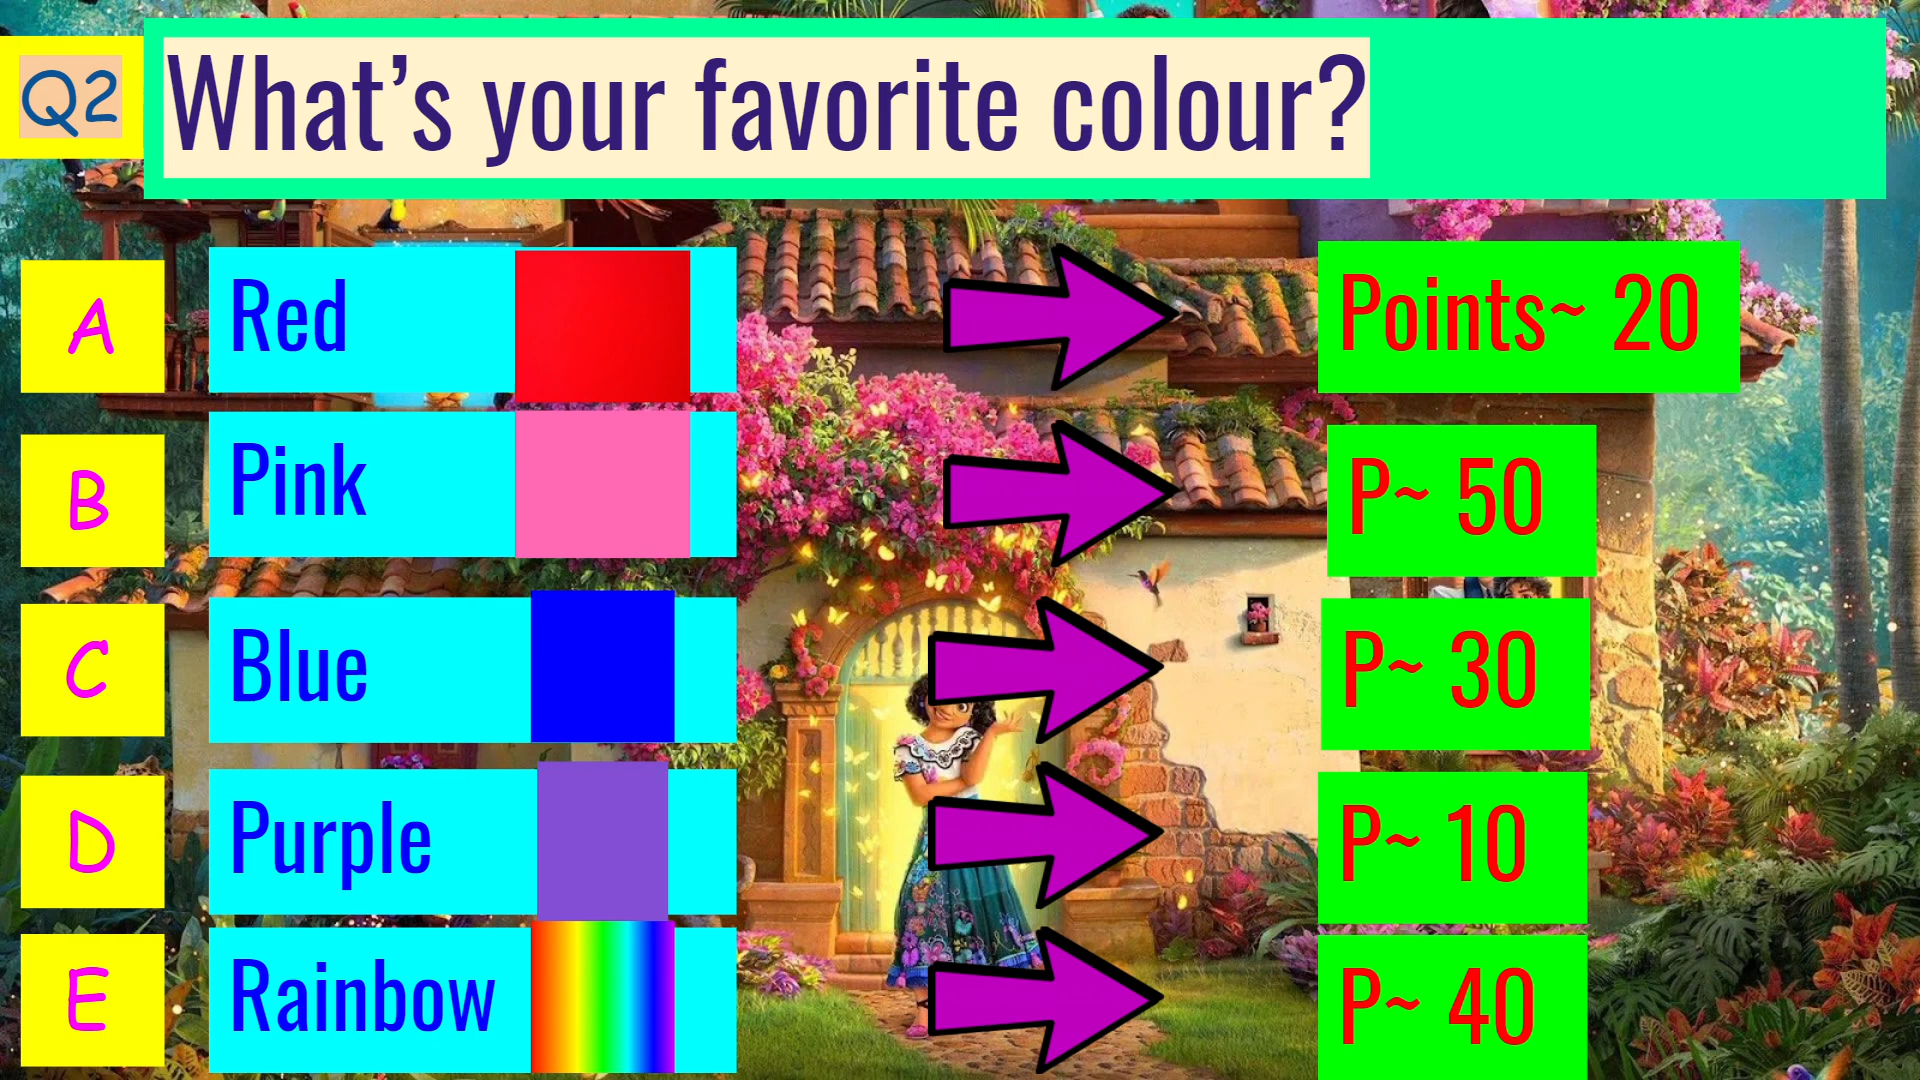 Q2 What’s your favorite colour?
A Red Points~ 20
B Pink P~ 50
C Blue P~ 30
D Purple P~ 10
E Rainbow P~ 40